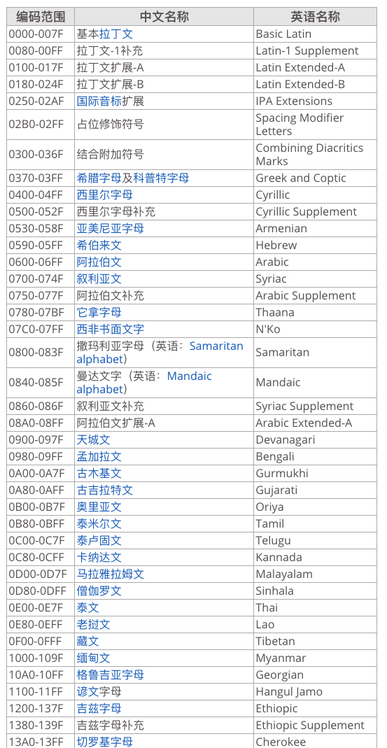 编码范围 中文名称 英语名称
0000-007F 基本拉丁文 Basic Latin
0080-00FF 拉丁文-1补充 Latin-1 Supplement
0100-017F 拉丁文扩展-A Latin Extended-A
0180-024F 拉丁文扩展-B Latin Extended-B
0250-02AF 国际音标扩展 IPA Extensions
02B0-02FF 占位修饰符号 Spacing Modifier
Letters
0300-036F 结合附加符号 Combining Diacritics
Marks
0370-03FF 希腊字母及科普特字母 Greek and Coptic
0400-04FF 西里尔字母 Cyrillic
0500-052F 西里尔字母补充 Cyrillic Supplement
0530-058F 亚美尼亚字母 Armenian
0590-05FF 希伯来文 Hebrew
0600-06FF 阿拉伯文 Arabic
0700-074F 叙利亚文 Syriac
0750-077F 阿拉伯文补充 Arabic Supplement
0780-07BF 它拿字母 Thaana
07C0-07FF 西非书面文字 N'Ko
0800-083F 撒玛利亚字母（英语：Samaritan
alphabet） Samaritan
0840-085F 曼达文字（英语：Mandaic
alphabet） Mandaic
0860-086F 叙利亚文补充 Syriac Supplement
08A0-08FF 阿拉伯文扩展-A Arabic Extended-A
0900-097F 天城文 Devanagari
0980-09FF 孟加拉文 Bengali
0A00-0A7F 古木基文 Gurmukhi
0A80-0AFF 古吉拉特文 Gujarati
0B00-0B7F 奥里亚文 Oriya
0B80-0BFF 泰米尔文 Tamil
0C00-0C7F 泰卢固文 Telugu
0C80-0CFF 卡纳达文 Kannada
0D00-0D7F 马拉雅拉姆文 Malayalam
0D80-0DFF 僧伽罗文 Sinhala
0E00-0E7F 泰文 Thai
0E80-0EFF 老挝文 Lao
0F00-0FFF 藏文 Tibetan
1000-109F 缅甸文 Myanmar
10A0-10FF 格鲁吉亚字母 Georgian
1100-11FF 谚文字母 Hangul Jamo
1200-137F 吉兹字母 Ethiopic
1380-139F 吉兹字母补充 Ethiopic Supplement
13A0-13FF 切罗基字母 Cherokee